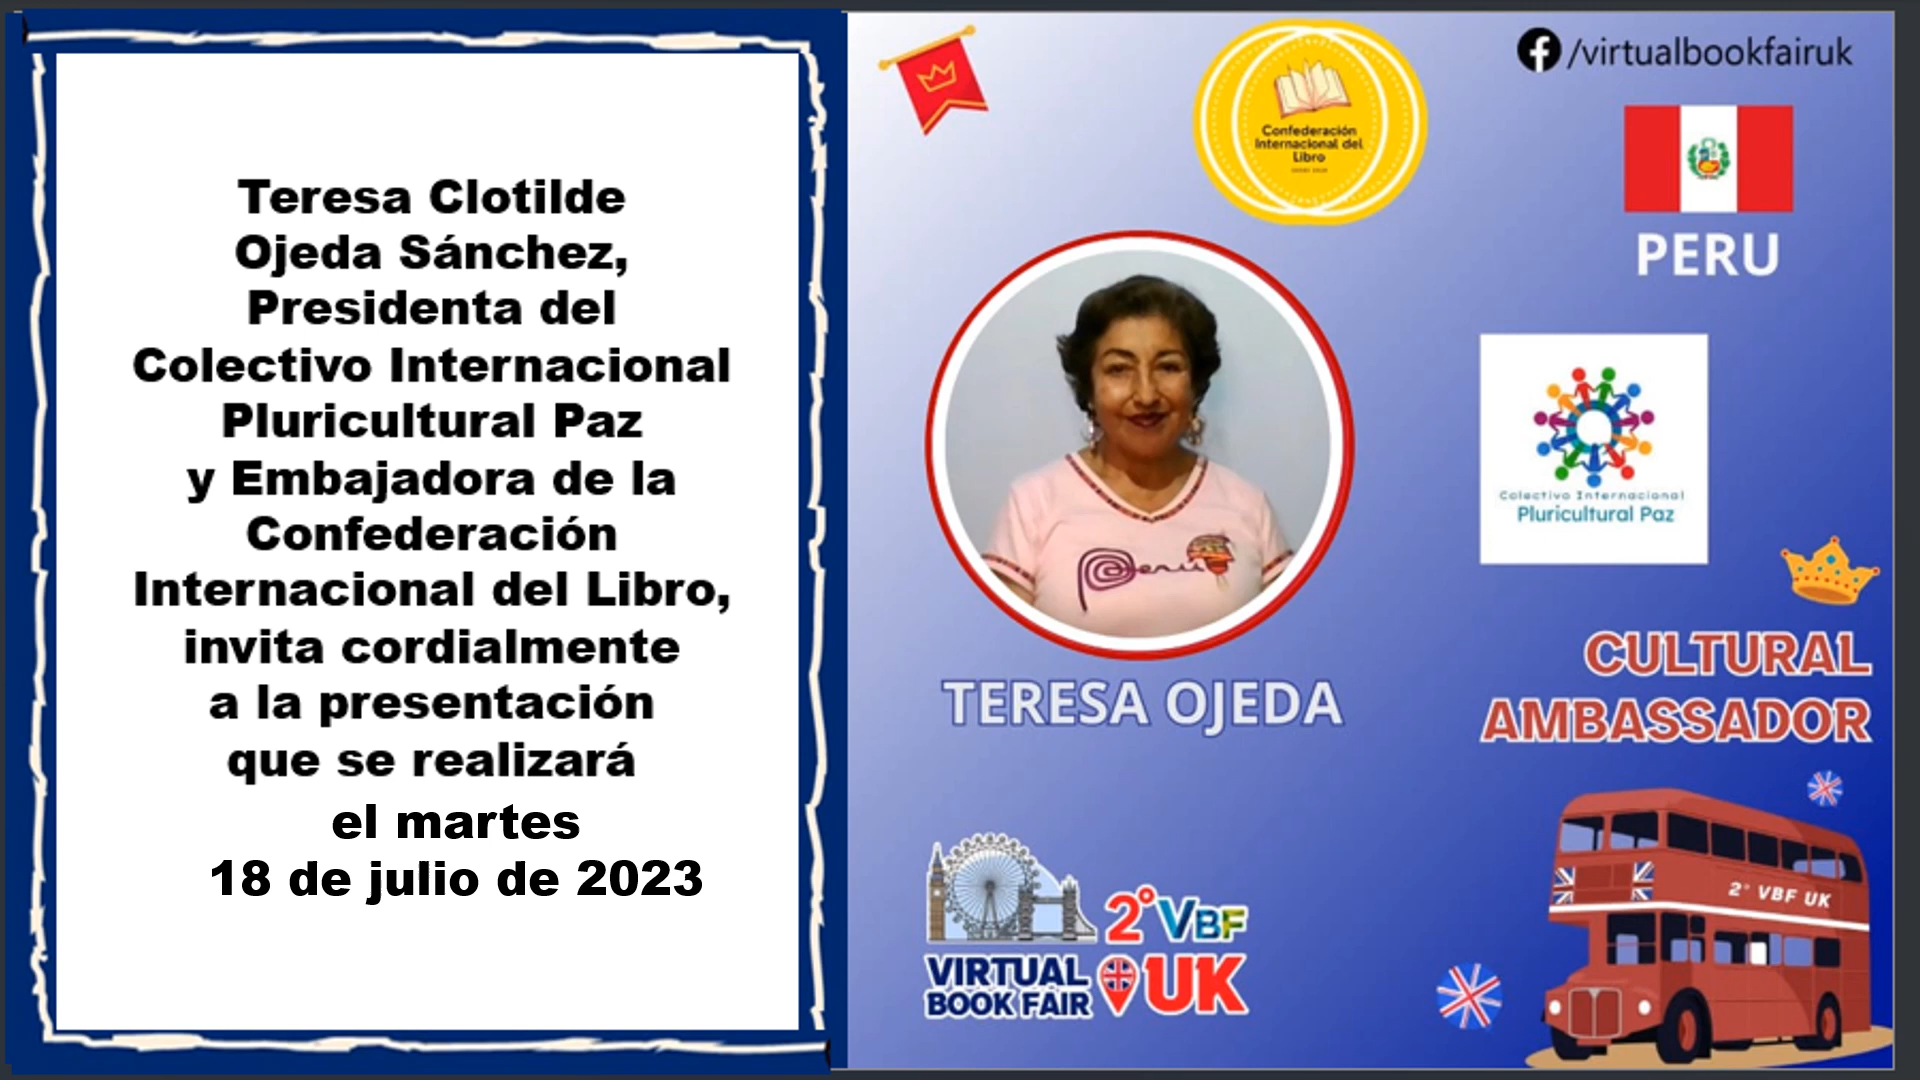 Teresa Clotilde
Ojeda Sánchez,
Presidenta del
Colectivo Internacional
Pluricultural Paz
y Embajadora de la
Confederación
Internacional del Libro,
invita cordialmente
a la presentación
que se realizará
el martes
18 de julio de 2023
/virtualbookfairuk
Confederación
Internacional del
Libro
PERU
Perú
Colectivo Internacional
Pluricultural Paz
TERESA OJEDA
CULTURAL
AMBASSADOR
2° VBF UK
2° VBF
VIRTUAL
BOOK FAIR
UK